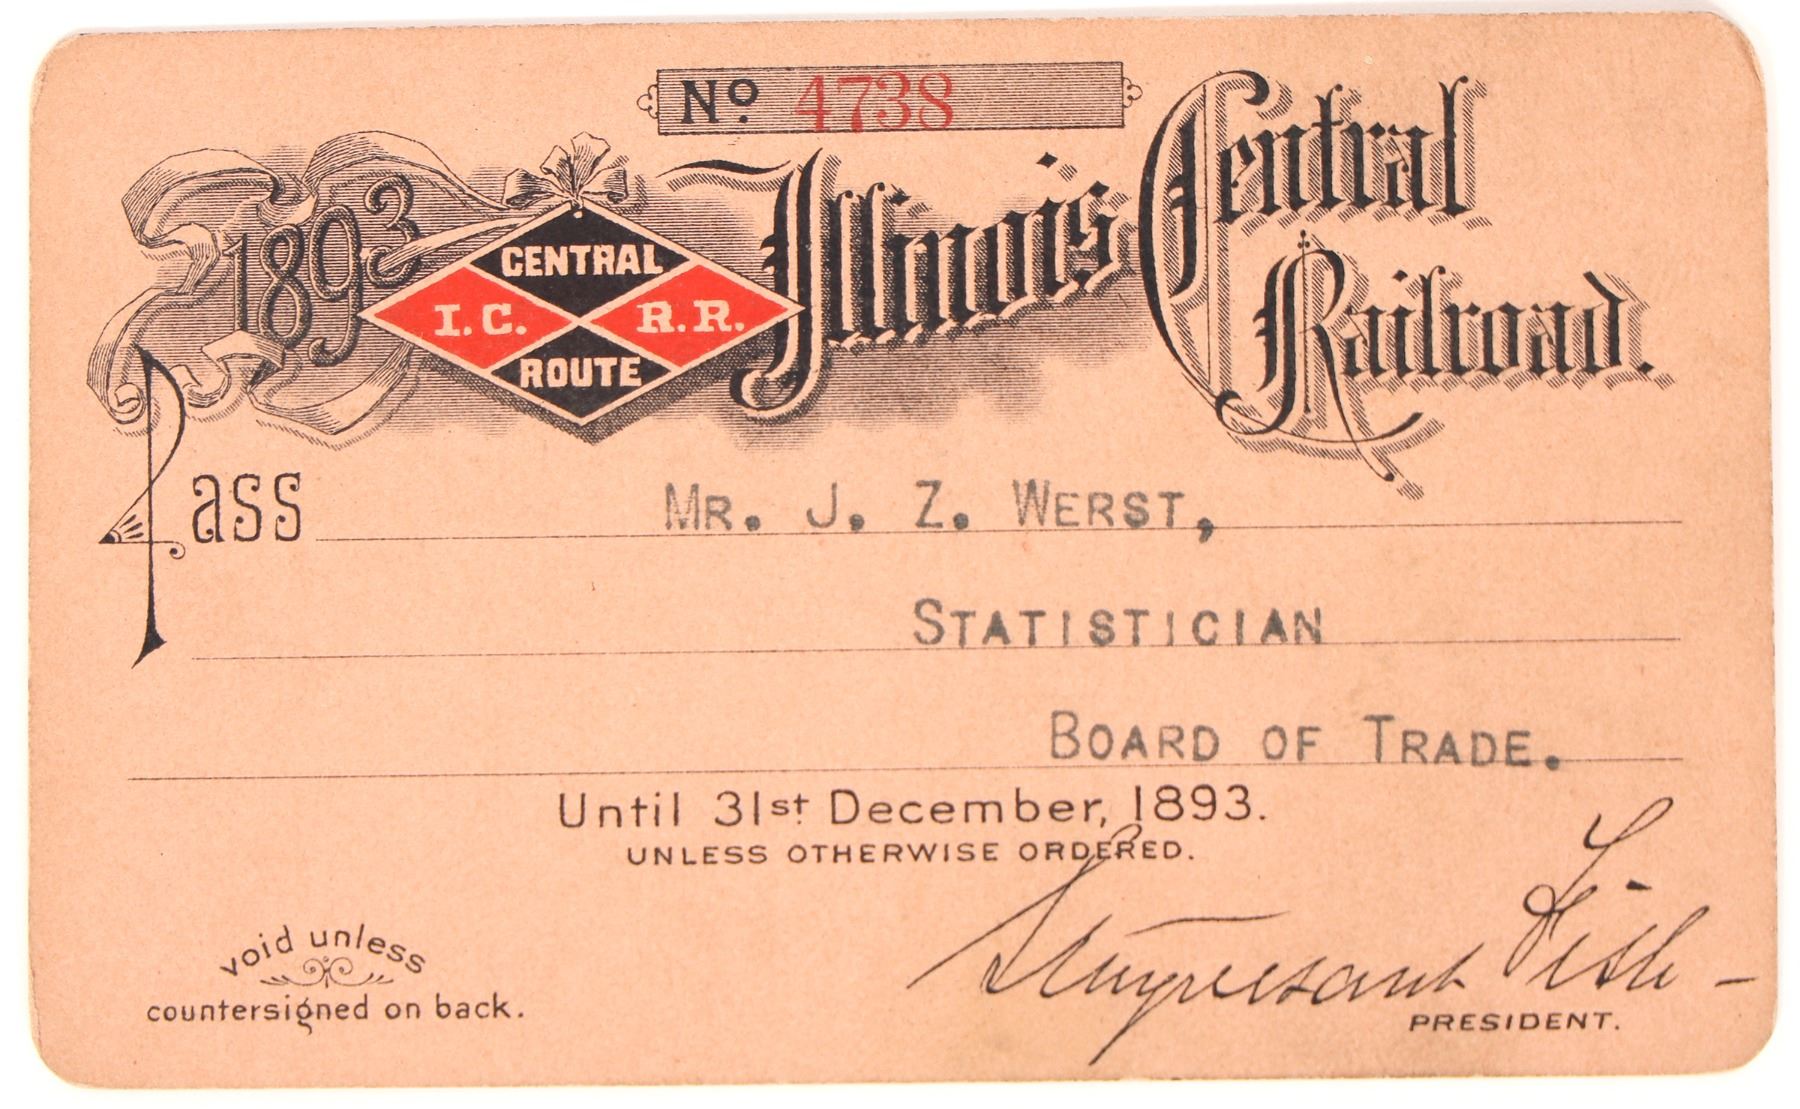 No. 4738
1893
Illinois Central
Railroad.
CENTRAL
I.C. R.R.
ROUTE
Pass Mr. J. Z. Werst,
Statistician
Board of Trade.
Until 31st December, 1893.
UNLESS OTHERWISE ORDERED.
Stuyvesant Fish
PRESIDENT.
void unless
countersigned on back.